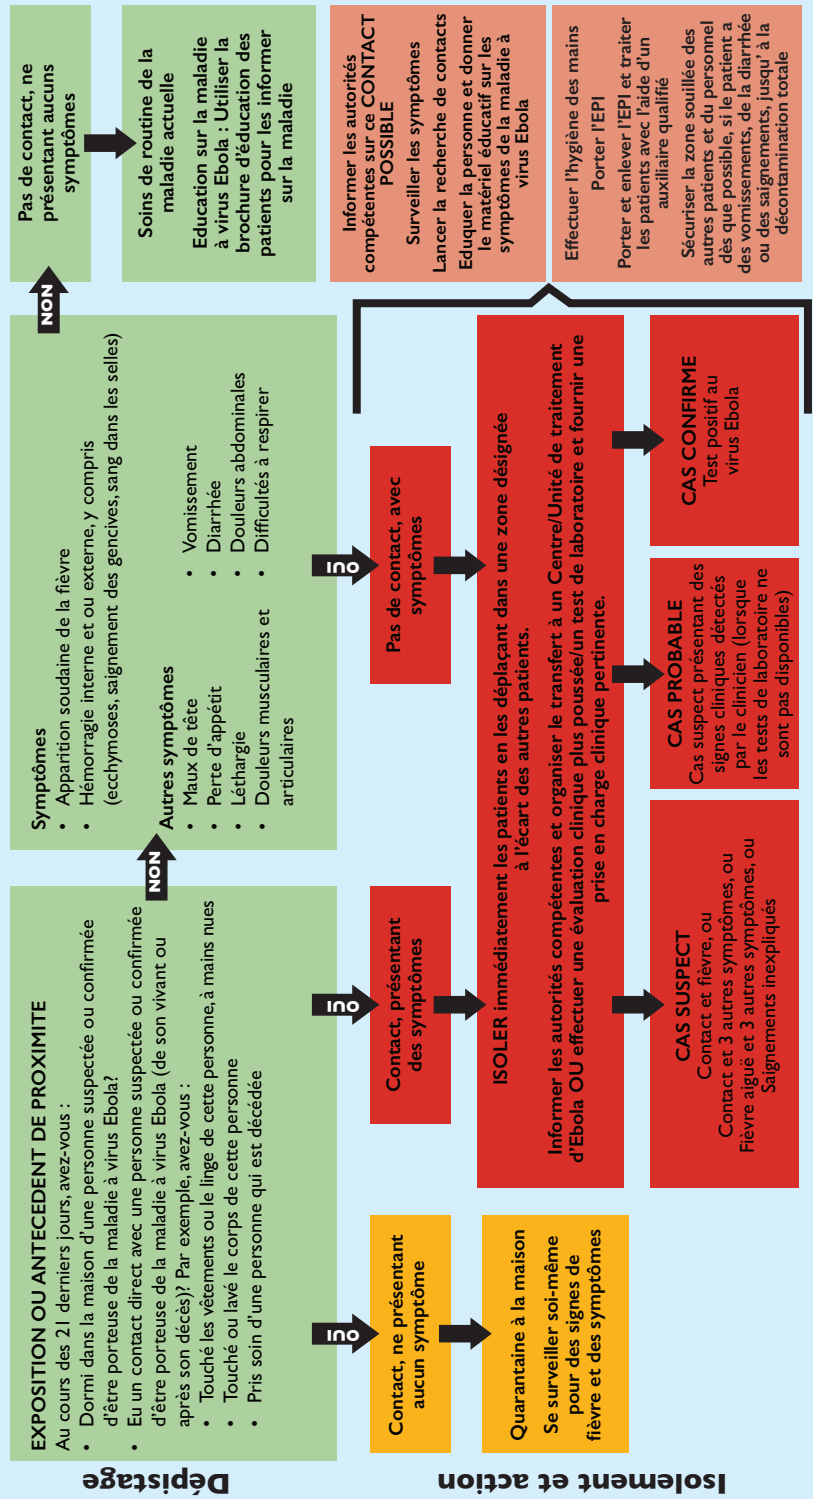 Dépistage
EXPOSITION OU ANTECEDENT DE PROXIMITE
Au cours des 21 derniers jours, avez-vous :
• Dormi dans la maison d'une personne suspectée ou confirmée
d'être porteuse de la maladie à virus Ebola?
• Eu un contact direct avec une personne suspectée ou confirmée
d'être porteuse de la maladie à virus Ebola (de son vivant ou
après son décès)? Par exemple, avez-vous :
• Touché les vêtements ou le linge de cette personne, à mains nues
• Touché ou lavé le corps de cette personne
• Pris soin d'une personne qui est décédée
NON
Symptômes
• Apparition soudaine de la fièvre
• Hémorragie interne et ou externe, y compris
(ecchymoses, saignement des gencives, sang dans les selles)
Autres symptômes
• Maux de tête
• Perte d'appétit
• Léthargie
• Douleurs musculaires et
articulaires
• Vomissement
• Diarrhée
• Douleurs abdominales
• Difficultés à respirer
NON
Pas de contact, ne
présentant aucuns
symptômes
Soins de routine de la
maladie actuelle
Education sur la maladie
à virus Ebola : Utiliser la
brochure d'éducation des
patients pour les informer
sur la maladie
Isolement et action
OUI
Contact, ne présentant
aucun symptôme
Quarantaine à la maison
Se surveiller soi-même
pour des signes de
fièvre et des symptômes
OUI
Contact, présentant
des symptômes
OUI
Pas de contact, avec
symptômes
ISOLER immédiatement les patients en les déplaçant dans une zone désignée
à l'écart des autres patients.
Informer les autorités compétentes et organiser le transfert à un Centre/Unité de traitement
d'Ebola OU effectuer une évaluation clinique plus poussée/un test de laboratoire et fournir une
prise en charge clinique pertinente.
CAS SUSPECT
Contact et fièvre, ou
Contact et 3 autres symptômes, ou
Fièvre aiguë et 3 autres symptômes, ou
Saignements inexpliqués
CAS PROBABLE
Cas suspect présentant des
signes cliniques détectés
par le clinicien (lorsque
les tests de laboratoire ne
sont pas disponibles)
CAS CONFIRME
Test positif au
virus Ebola
Informer les autorités
compétentes sur ce CONTACT
POSSIBLE
Surveiller les symptômes
Lancer la recherche de contacts
Eduquer la personne et donner
le matériel éducatif sur les
symptômes de la maladie à
virus Ebola
Effectuer l'hygiène des mains
Porter l'EPI
Porter et enlever l'EPI et traiter
les patients avec l'aide d'un
auxiliaire qualifié
Sécuriser la zone souillée des
autres patients et du personnel
dès que possible, si le patient a
des vomissements, de la diarrhée
ou des saignements, jusqu' à la
décontamination totale